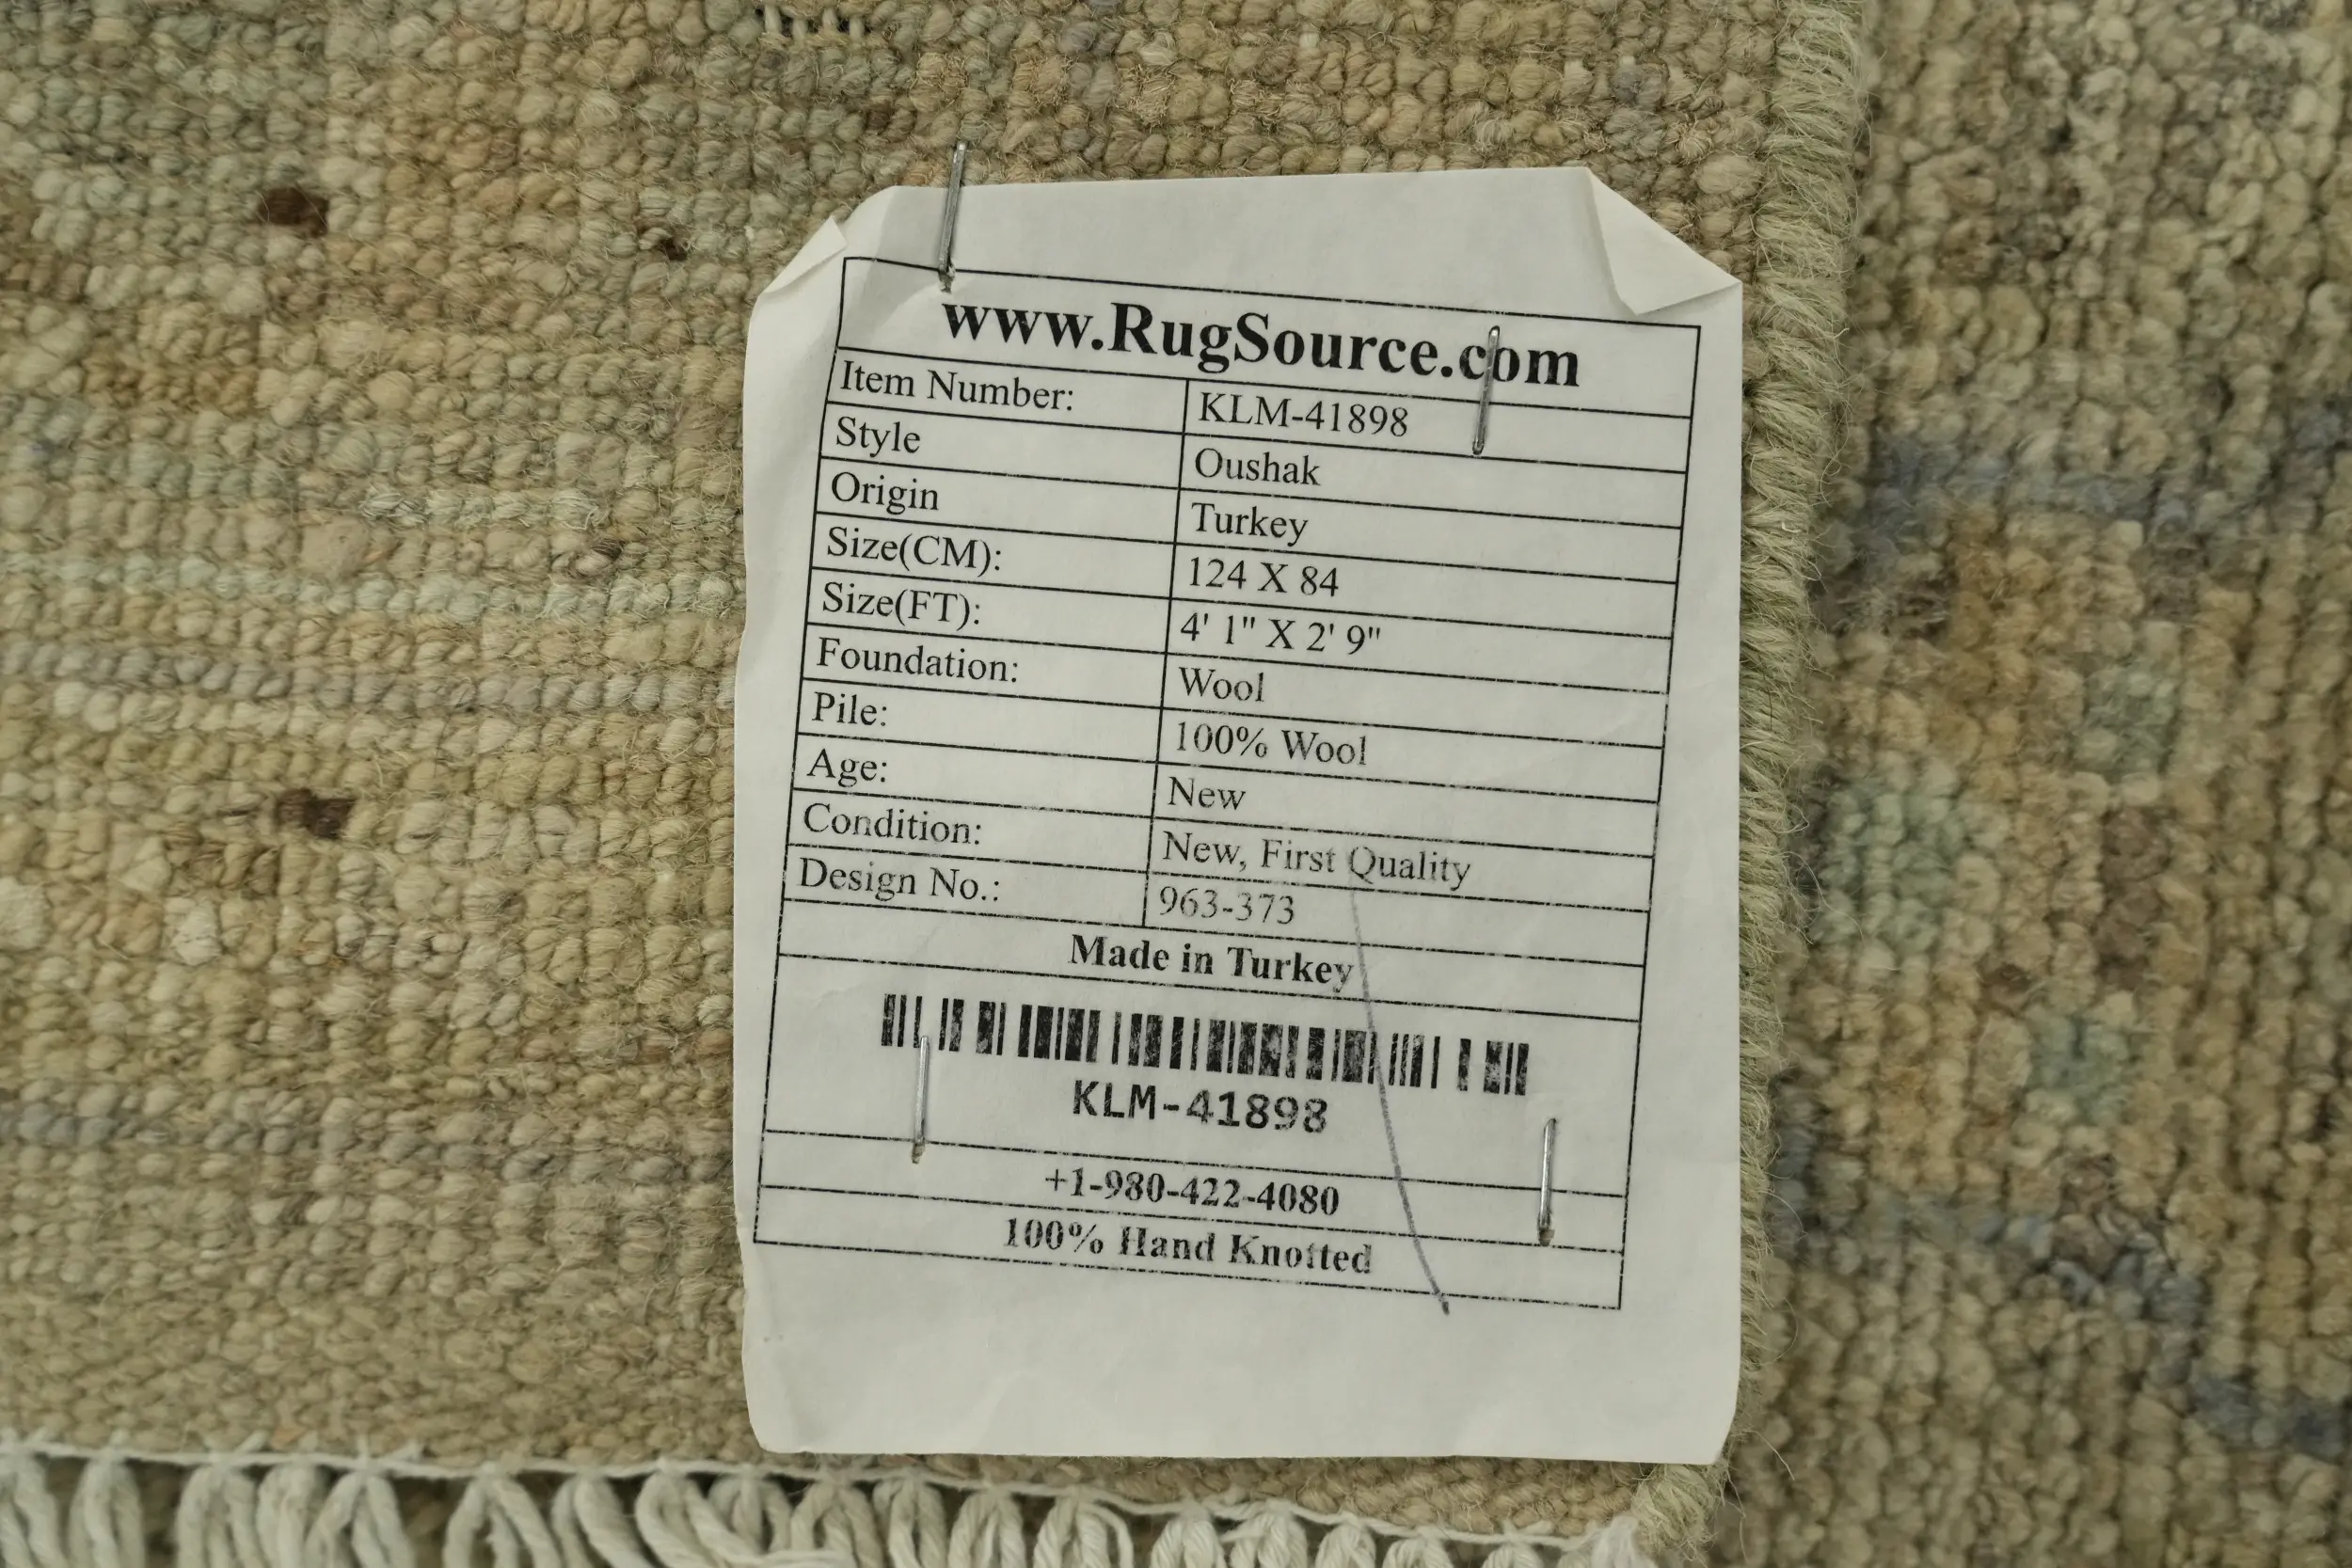 www.RugSource.com
Item Number: KLM-41898
Style Oushak
Origin Turkey
Size(CM): 124 X 84
Size(FT): 4' 1" X 2' 9"
Foundation: Wool
Pile: 100% Wool
Age: New
Condition: New, First Quality
Design No.: 963-373
Made in Turkey
KLM-41898
+1-980-422-4080
100% Hand Knotted